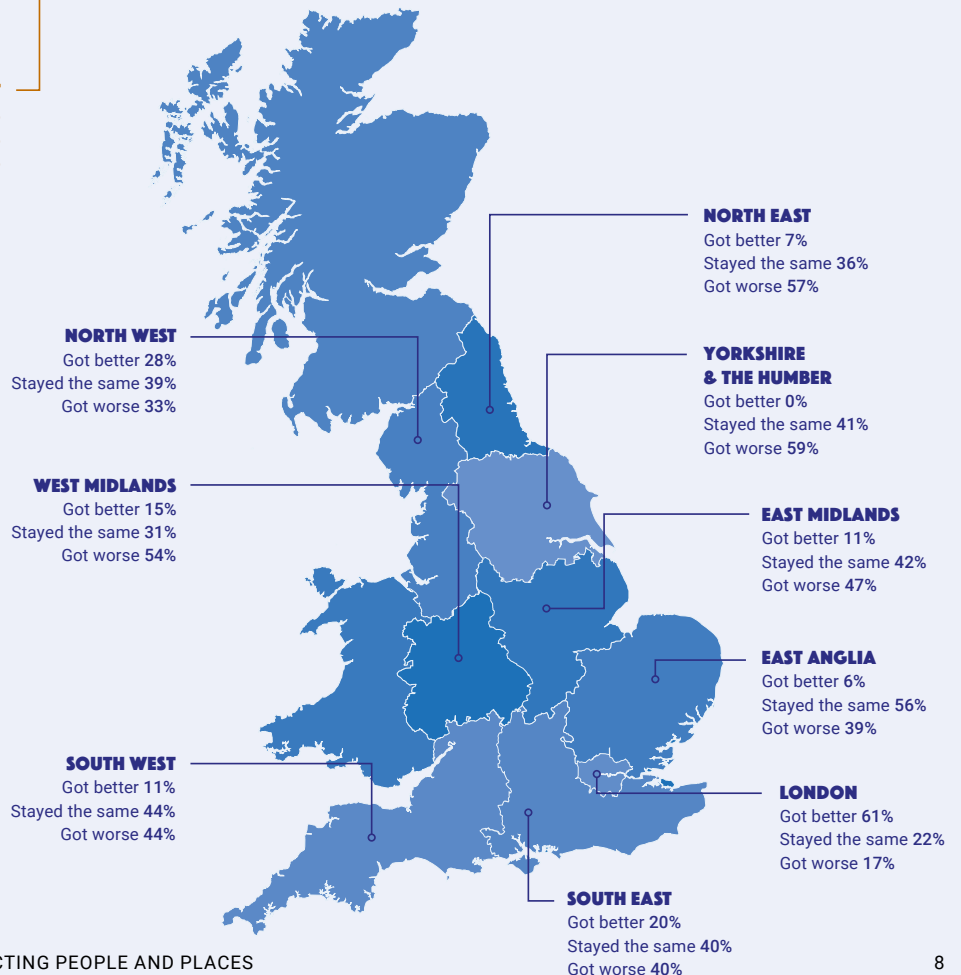 NORTH EAST
Got better 7%
Stayed the same 36%
Got worse 57%
NORTH WEST
Got better 28%
Stayed the same 39%
Got worse 33%
YORKSHIRE
& THE HUMBER
Got better 0%
Stayed the same 41%
Got worse 59%
WEST MIDLANDS
Got better 15%
Stayed the same 31%
Got worse 54%
EAST MIDLANDS
Got better 11%
Stayed the same 42%
Got worse 47%
EAST ANGLIA
Got better 6%
Stayed the same 56%
Got worse 39%
SOUTH WEST
Got better 11%
Stayed the same 44%
Got worse 44%
LONDON
Got better 61%
Stayed the same 22%
Got worse 17%
SOUTH EAST
Got better 20%
Stayed the same 40%
Got worse 40%
CTING PEOPLE AND PLACES
8